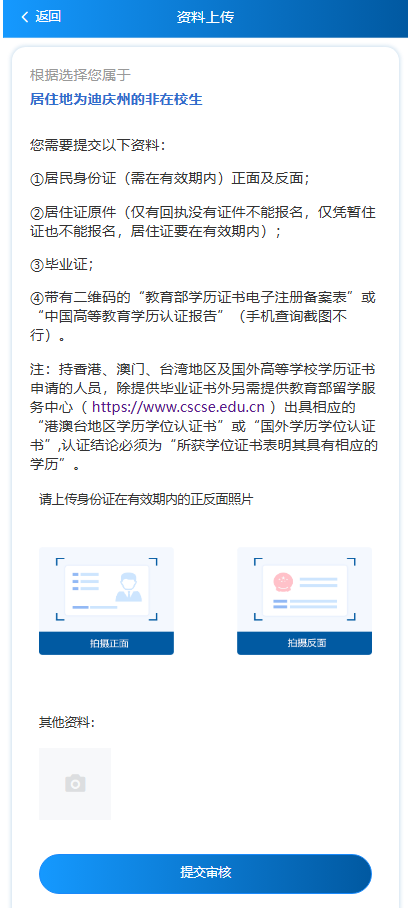 返回
资料上传
根据选择您属于
居住地为迪庆州的非在校生
您需要提交以下资料：
①居民身份证（需在有效期内）正面及反面；
②居住证原件（仅有回执没有证件不能报名，仅凭暂住
证也不能报名，居住证要在有效期内）；
③毕业证；
④带有二维码的“教育部学历证书电子注册备案表”或
“中国高等教育学历认证报告”（手机查询截图不
行）。
注：持香港、澳门、台湾地区及国外高等学校学历证书
申请的人员，除提供毕业证书外另需提供教育部留学服
务中心（ https://www.cscse.edu.cn ）出具相应的
“港澳台地区学历学位认证书”或“国外学历学位认证
书”,认证结论必须为“所获学位证书表明其具有相应的
学历”。
请上传身份证在有效期内的正反面照片
拍摄正面
拍摄反面
其他资料：
提交审核